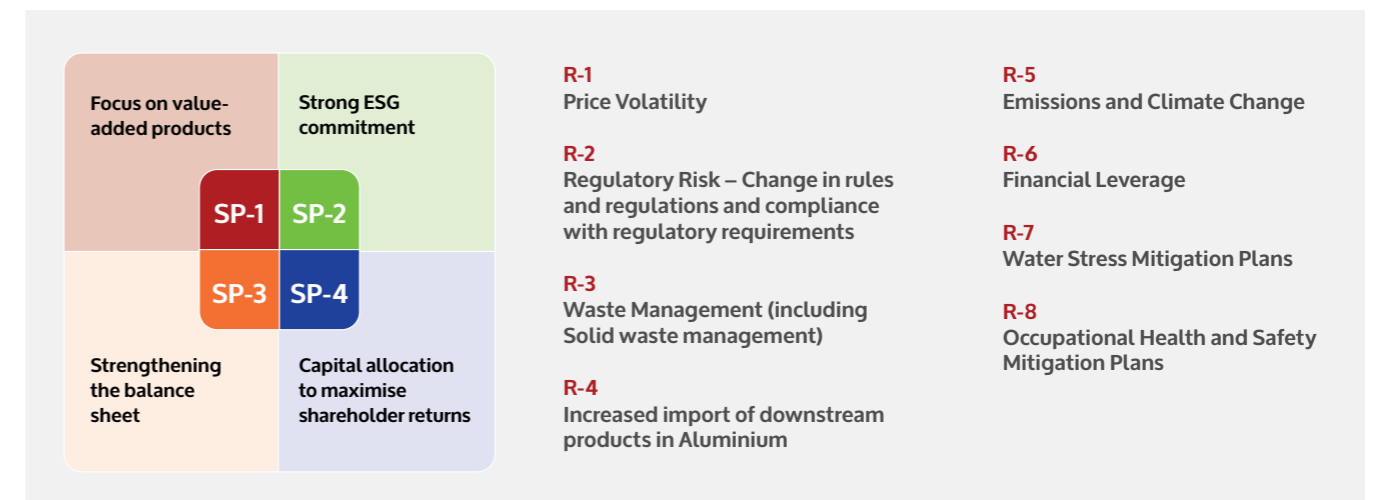 Focus on value-
added products
Strong ESG
commitment
SP-1
SP-2
SP-3
SP-4
Strengthening
the balance
sheet
Capital allocation
to maximise
shareholder returns
R-1
Price Volatility
R-2
Regulatory Risk – Change in rules
and regulations and compliance
with regulatory requirements
R-3
Waste Management (including
Solid waste management)
R-4
Increased import of downstream
products in Aluminium
R-5
Emissions and Climate Change
R-6
Financial Leverage
R-7
Water Stress Mitigation Plans
R-8
Occupational Health and Safety
Mitigation Plans